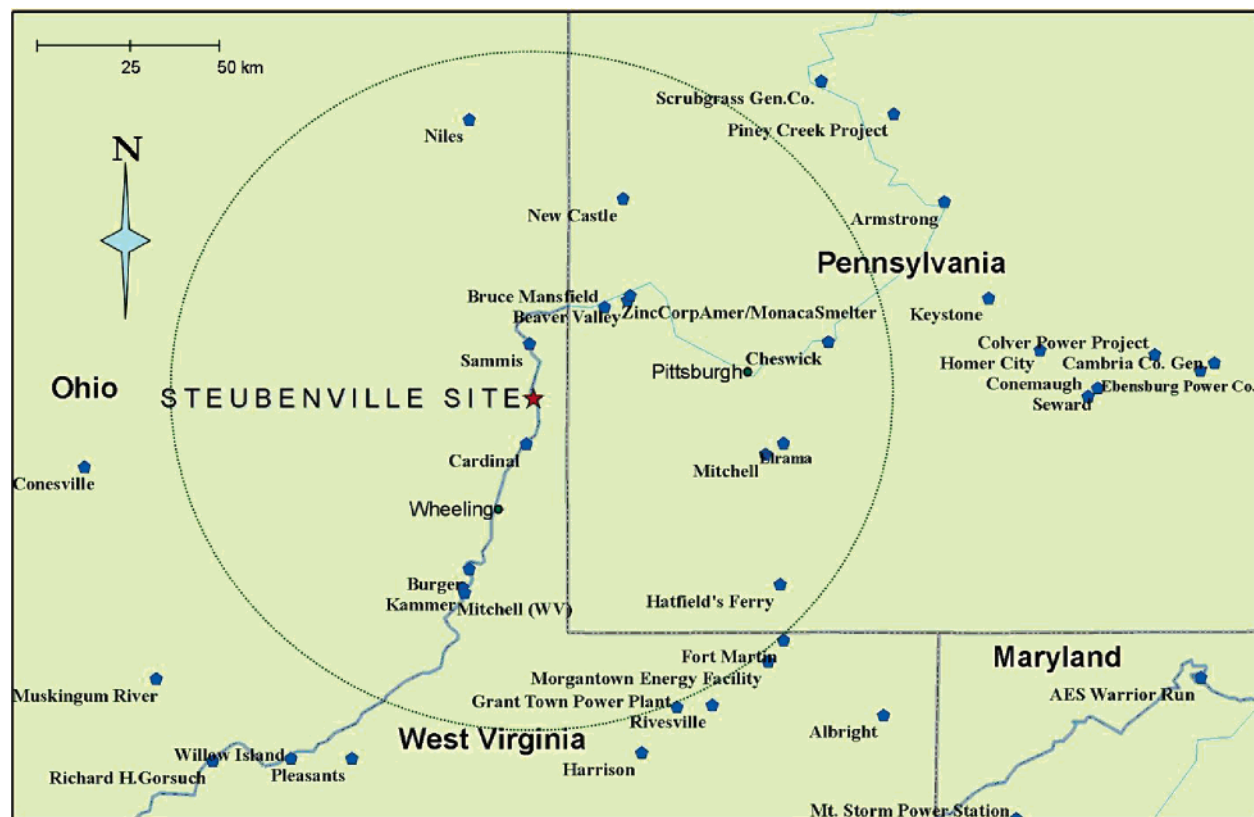 25
50 km
N
Scrubgrass Gen.Co.
Piney Creek Project
Niles
New Castle
Armstrong
Pennsylvania
Bruce Mansfield
Beaver Valley
ZincCorpAmer/MonacaSmelter
Keystone
Sammis
Cheswick
Colver Power Project
Homer City
Cambria Co. Gen.
Pittsburgh
Ohio
STEUBENVILLE SITE
Conemaugh
Ebensburg Power Co.
Seward
Cardinal
Mitchell
Elrama
Conesville
Wheeling
Burger
Kammer
Mitchell (WV)
Hatfield's Ferry
Fort Martin
Maryland
Morgantown Energy Facility
Muskingum River
AES Warrior Run
Grant Town Power Plant
Rivesville
Albright
West Virginia
Willow Island
Harrison
Richard H.Gorsuch
Pleasants
Mt. Storm Power Station